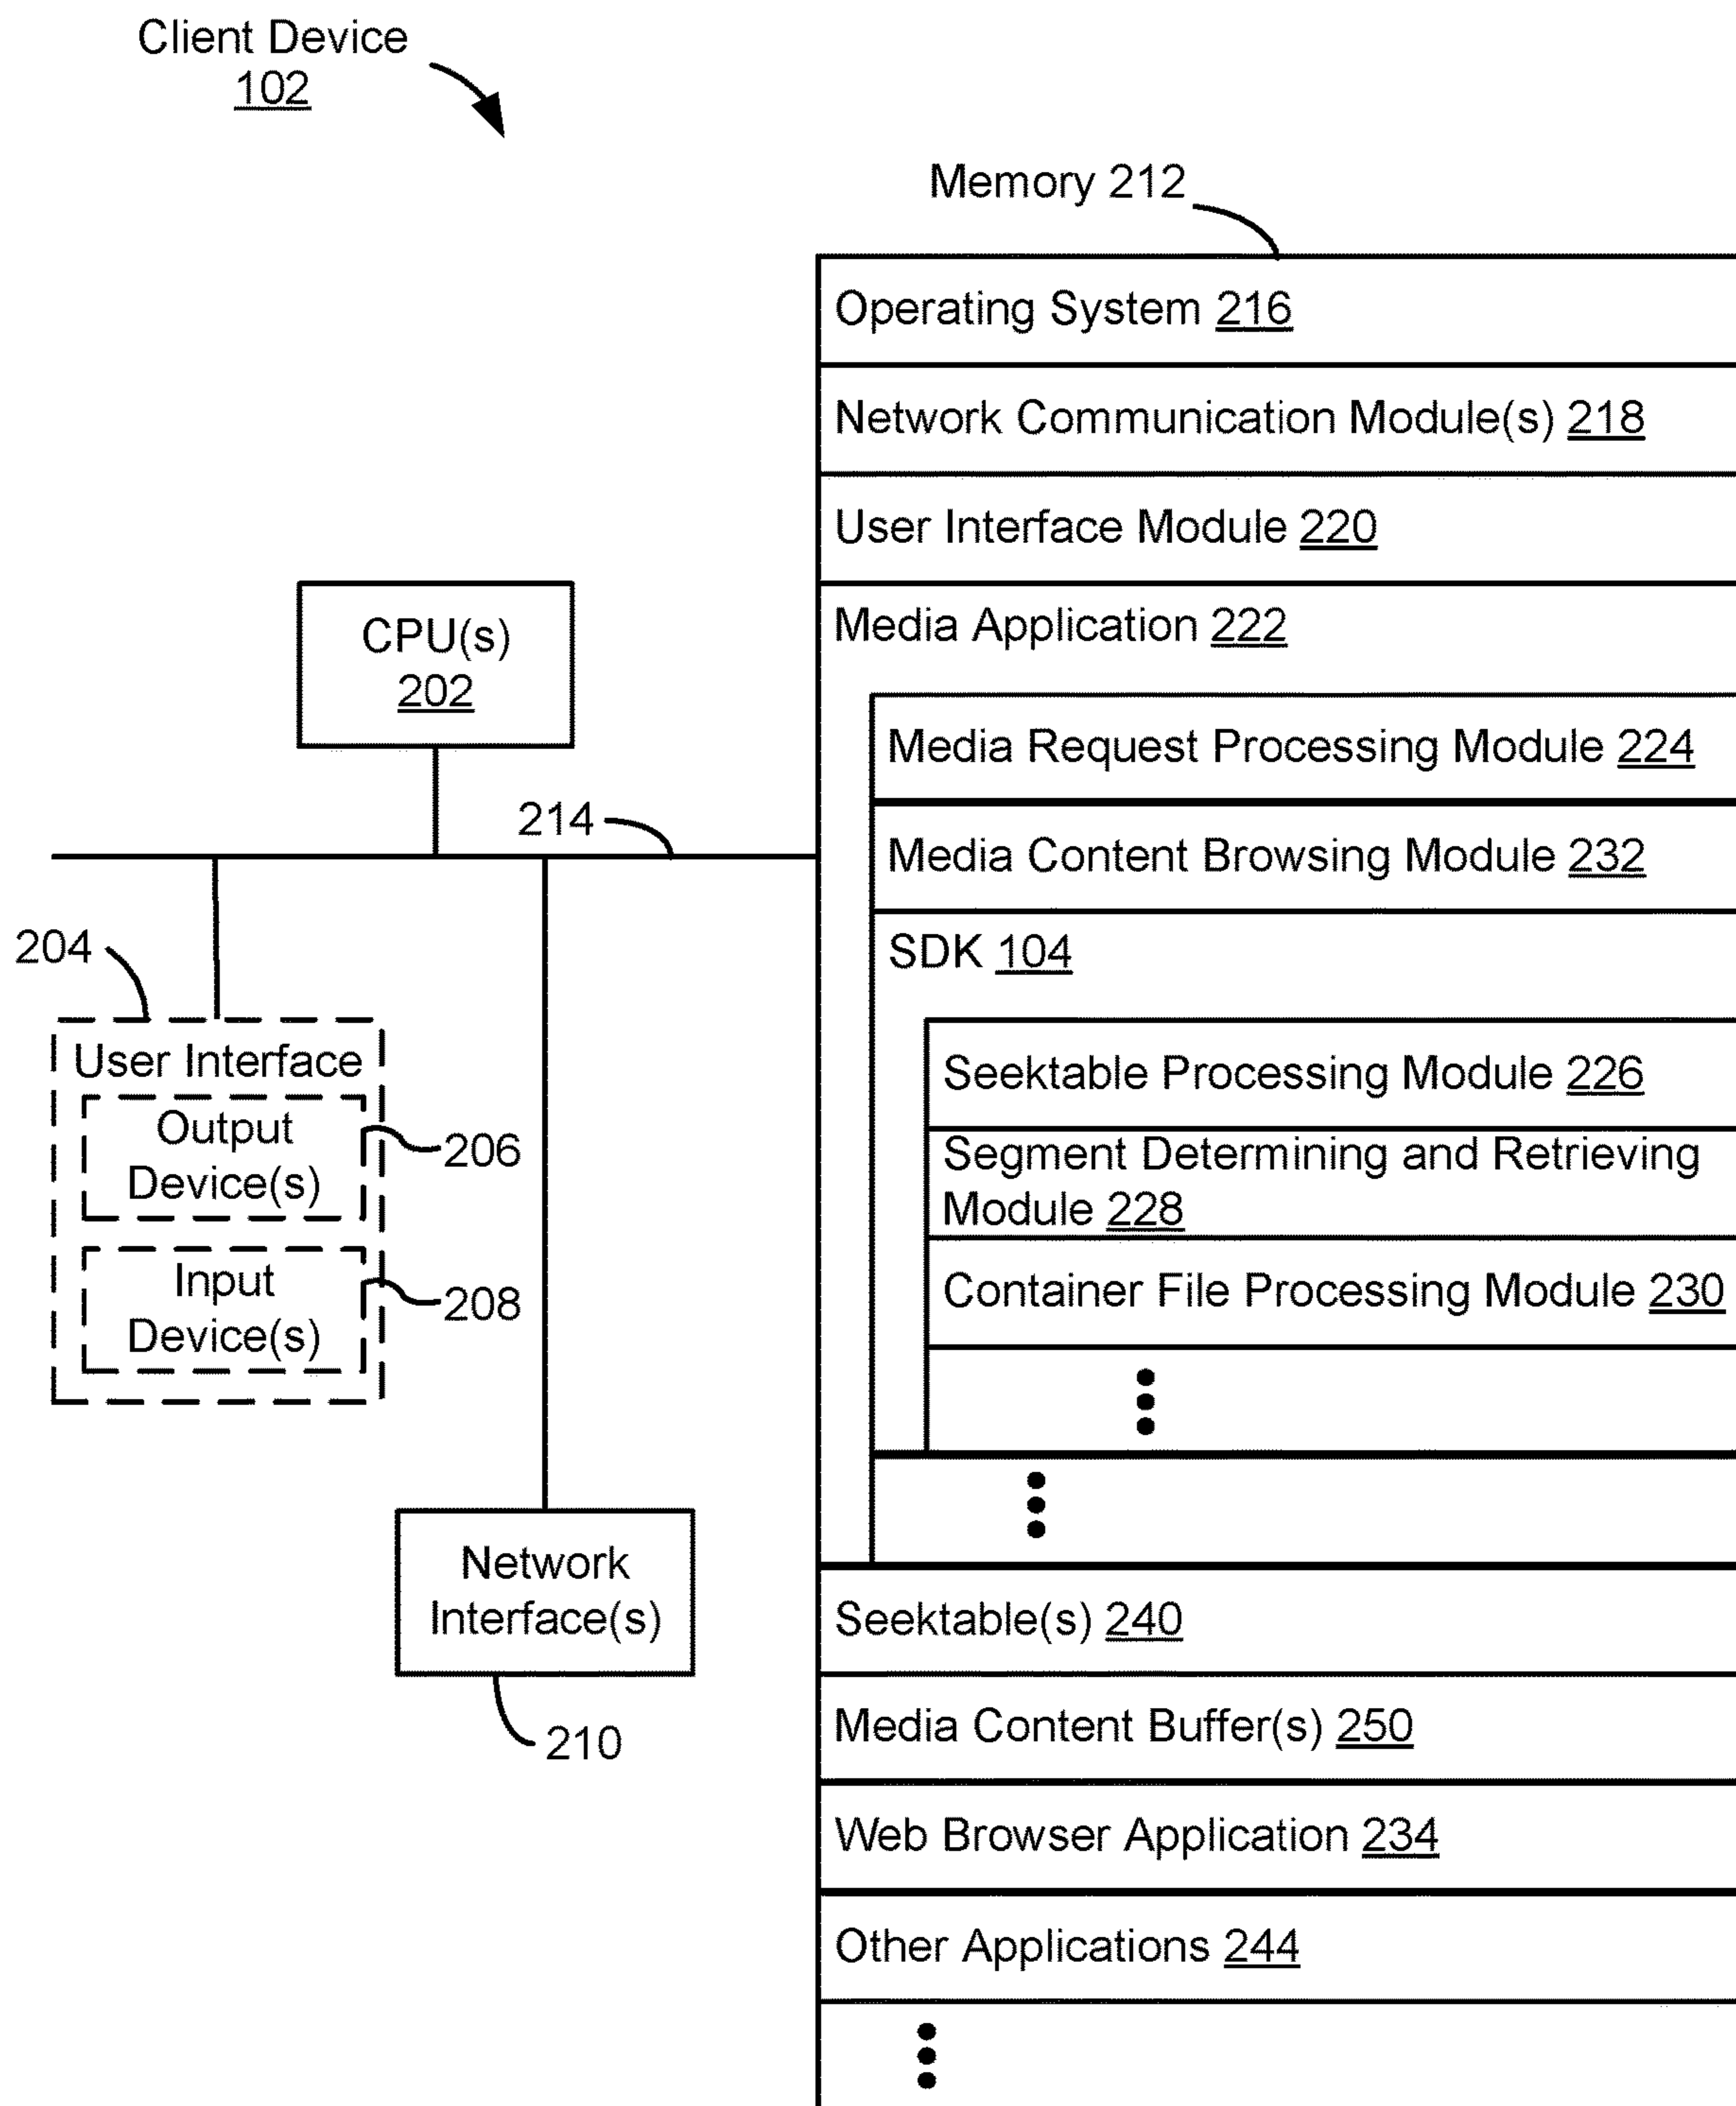 Client Device
102
Memory 212
Operating System 216
Network Communication Module(s) 218
User Interface Module 220
Media Application 222
Media Request Processing Module 224
Media Content Browsing Module 232
SDK 104
Seektable Processing Module 226
Segment Determining and Retrieving
Module 228
Container File Processing Module 230
Seektable(s) 240
Media Content Buffer(s) 250
Web Browser Application 234
Other Applications 244
CPU(s)
202
214
204
User Interface
Output
Device(s)
206
Input
Device(s)
208
Network
Interface(s)
210